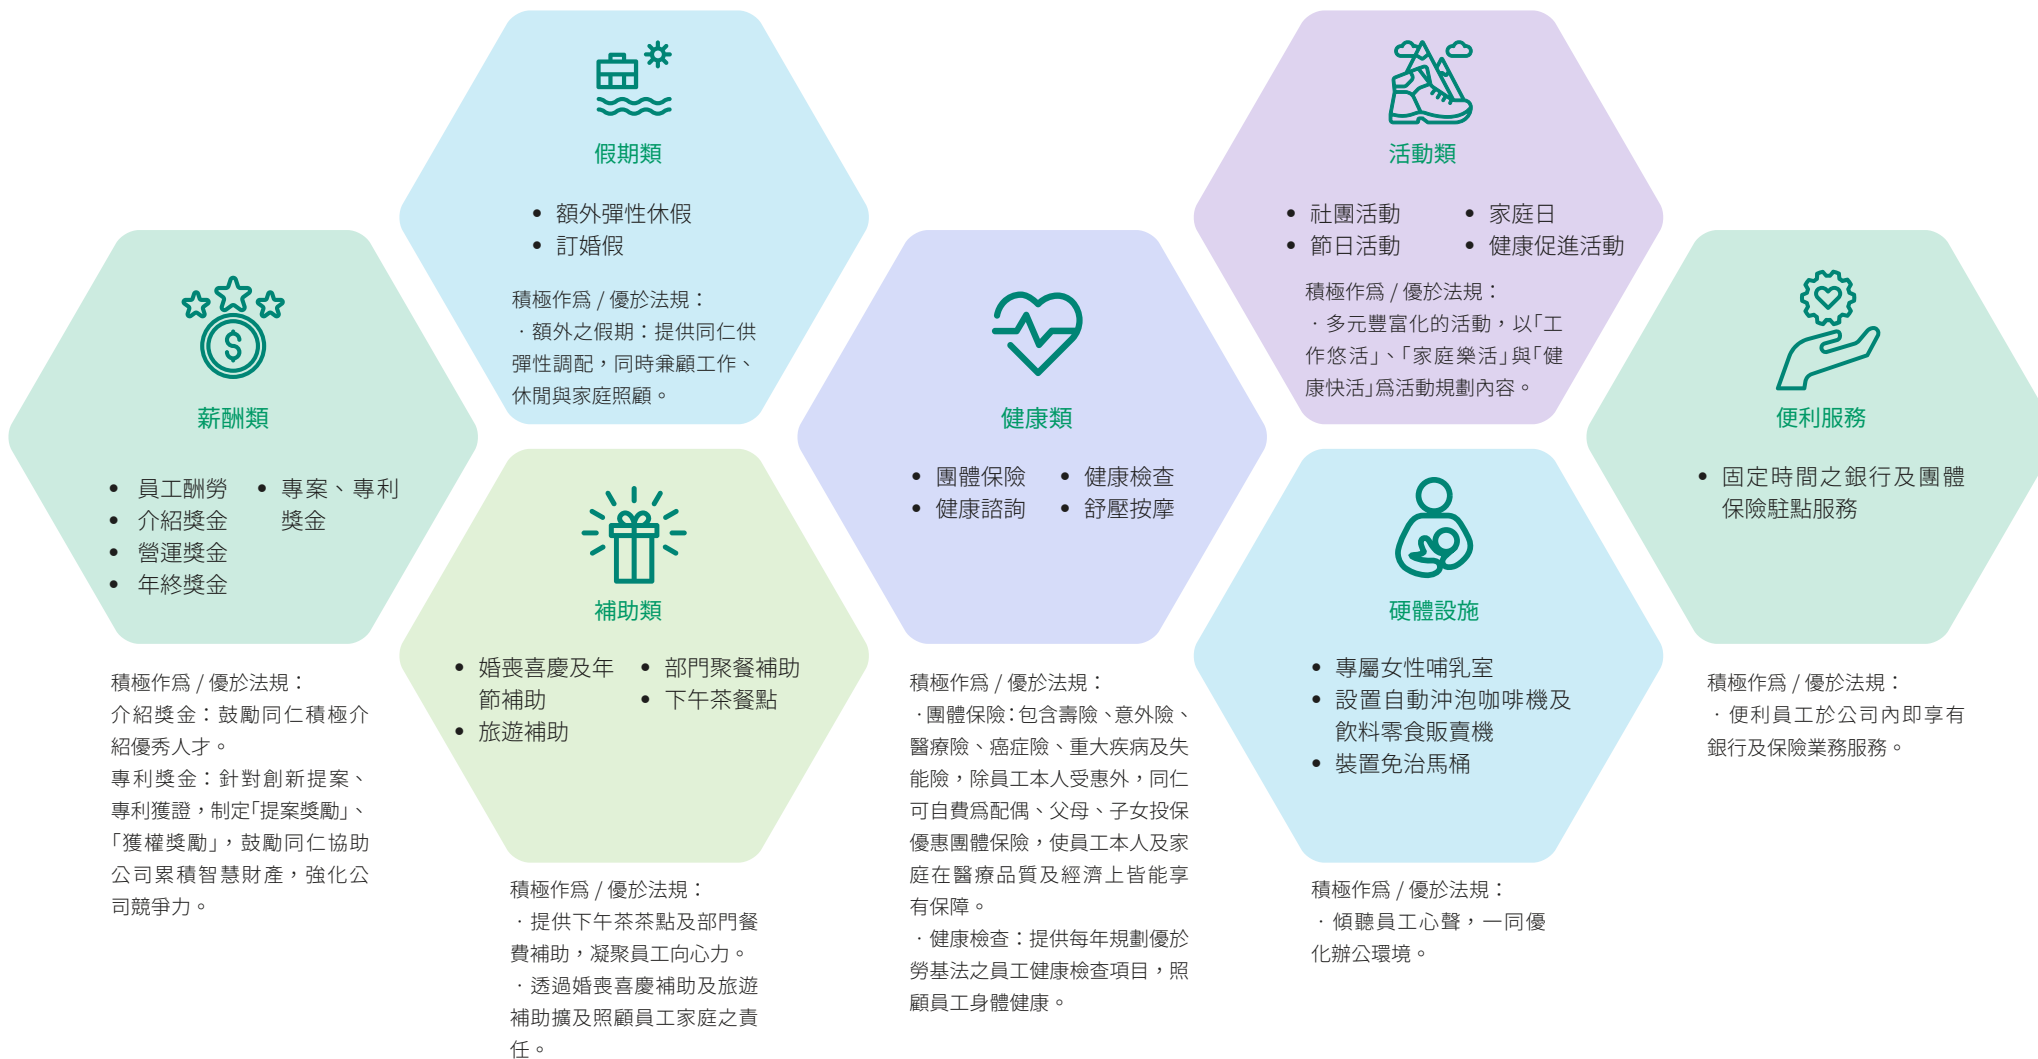 假期類
• 額外彈性休假
• 訂婚假
積極作為 / 優於法規：
‧額外之假期：提供同仁供
彈性調配，同時兼顧工作、
休閒與家庭照顧。
活動類
• 社團活動
• 節日活動
• 家庭日
• 健康促進活動
積極作為 / 優於法規：
‧多元豐富化的活動，以「工
作悠活」、「家庭樂活」與「健
康快活」為活動規劃內容。
薪酬類
• 員工酬勞
• 介紹獎金
• 營運獎金
• 年終獎金
• 專案、專利
獎金
積極作為 / 優於法規：
介紹獎金：鼓勵同仁積極介
紹優秀人才。
專利獎金：針對創新提案、
專利獲證，制定「提案獎勵」、
「獲權獎勵」，鼓勵同仁協助
公司累積智慧財產，強化公
司競爭力。
補助類
• 婚喪喜慶及年
節補助
• 旅遊補助
• 部門聚餐補助
• 下午茶餐點
積極作為 / 優於法規：
‧提供下午茶茶點及部門餐
費補助，凝聚員工向心力。
‧透過婚喪喜慶補助及旅遊
補助擴及照顧員工家庭之責
任。
健康類
• 團體保險
• 健康諮詢
• 健康檢查
• 舒壓按摩
積極作為 / 優於法規：
‧團體保險：包含壽險、意外險、
醫療險、癌症險、重大疾病及失
能險，除員工本人受惠外，同仁
可自費為配偶、父母、子女投保
優惠團體保險，使員工本人及家
庭在醫療品質及經濟上皆能享
有保障。
‧健康檢查：提供每年規劃優於
勞基法之員工健康檢查項目，照
顧員工身體健康。
硬體設施
• 專屬女性哺乳室
• 設置自動沖泡咖啡機及
飲料零食販賣機
• 裝置免治馬桶
積極作為 / 優於法規：
‧傾聽員工心聲，一同優
化辦公環境。
便利服務
• 固定時間之銀行及團體
保險駐點服務
積極作為 / 優於法規：
‧便利員工於公司內即享有
銀行及保險業務服務。